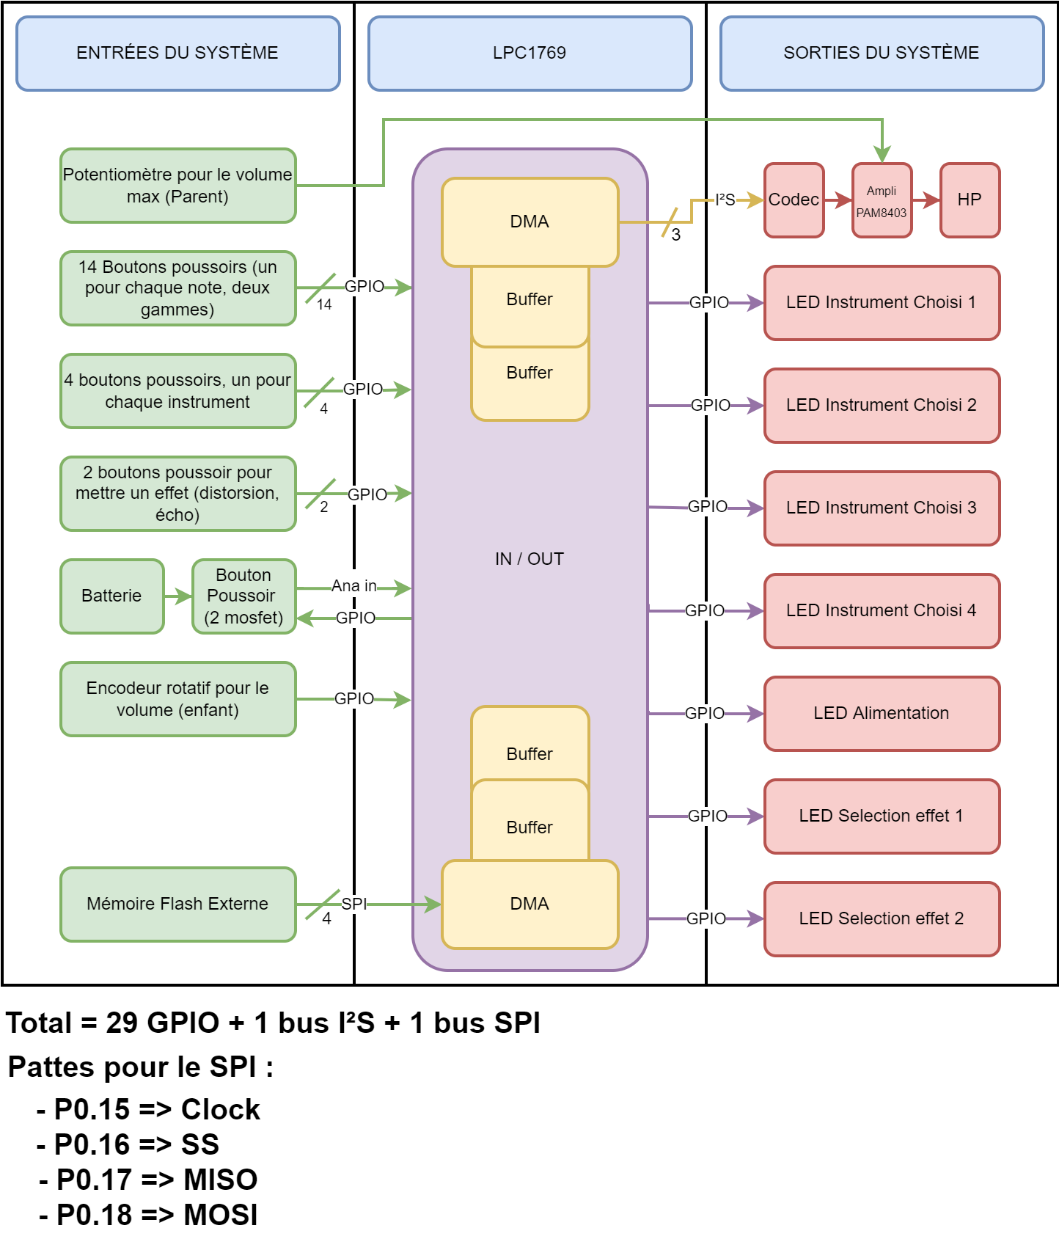 ENTRÉES DU SYSTÈME
LPC1769
SORTIES DU SYSTÈME
Potentiomètre pour le volume
max (Parent)
DMA
3
I²S
Codec
Ampli
PAM8403
HP
14 Boutons poussoirs (un
pour chaque note, deux
gammes)
14
GPIO
Buffer
GPIO
LED Instrument Choisi 1
4 boutons poussoirs, un pour
chaque instrument
4
GPIO
Buffer
GPIO
LED Instrument Choisi 2
2 boutons poussoir pour
mettre un effet (distorsion,
écho)
2
GPIO
GPIO
LED Instrument Choisi 3
IN / OUT
Batterie
Bouton
Poussoir
(2 mosfet)
Ana in
GPIO
GPIO
LED Instrument Choisi 4
Encodeur rotatif pour le
volume (enfant)
GPIO
GPIO
LED Alimentation
Buffer
Buffer
GPIO
LED Selection effet 1
Mémoire Flash Externe
4
SPI
DMA
GPIO
LED Selection effet 2
Total = 29 GPIO + 1 bus I²S + 1 bus SPI
Pattes pour le SPI :
- P0.15 => Clock
- P0.16 => SS
- P0.17 => MISO
- P0.18 => MOSI